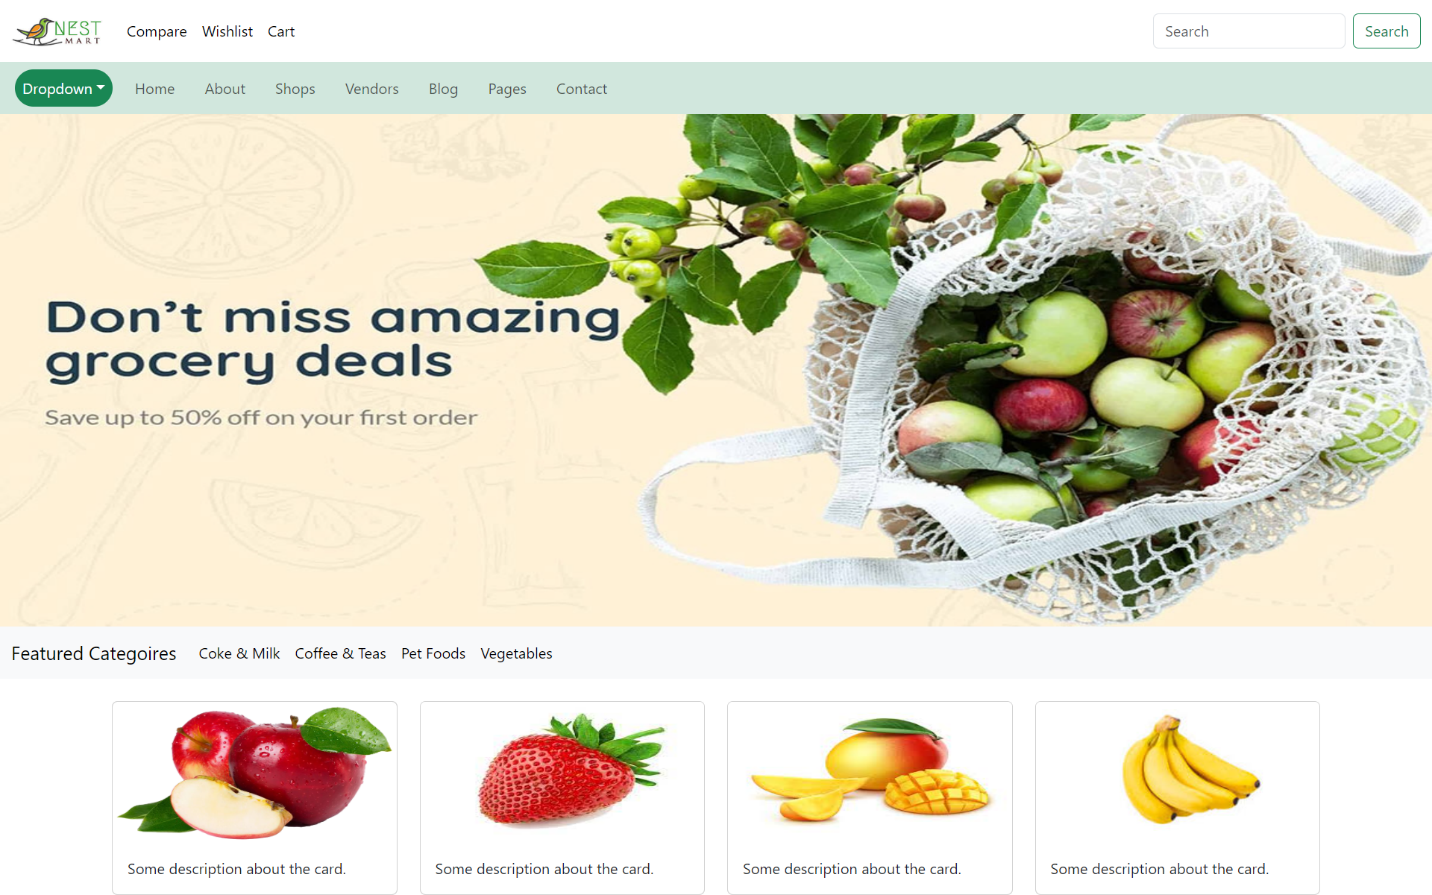 NEST
MART
Compare Wishlist Cart
Search Search
Dropdown Home About Shops Vendors Blog Pages Contact
Don't miss amazing
grocery deals
Save up to 50% off on your first order
Featured Categoires Coke & Milk Coffee & Teas Pet Foods Vegetables
Some description about the card. Some description about the card. Some description about the card. Some description about the card.